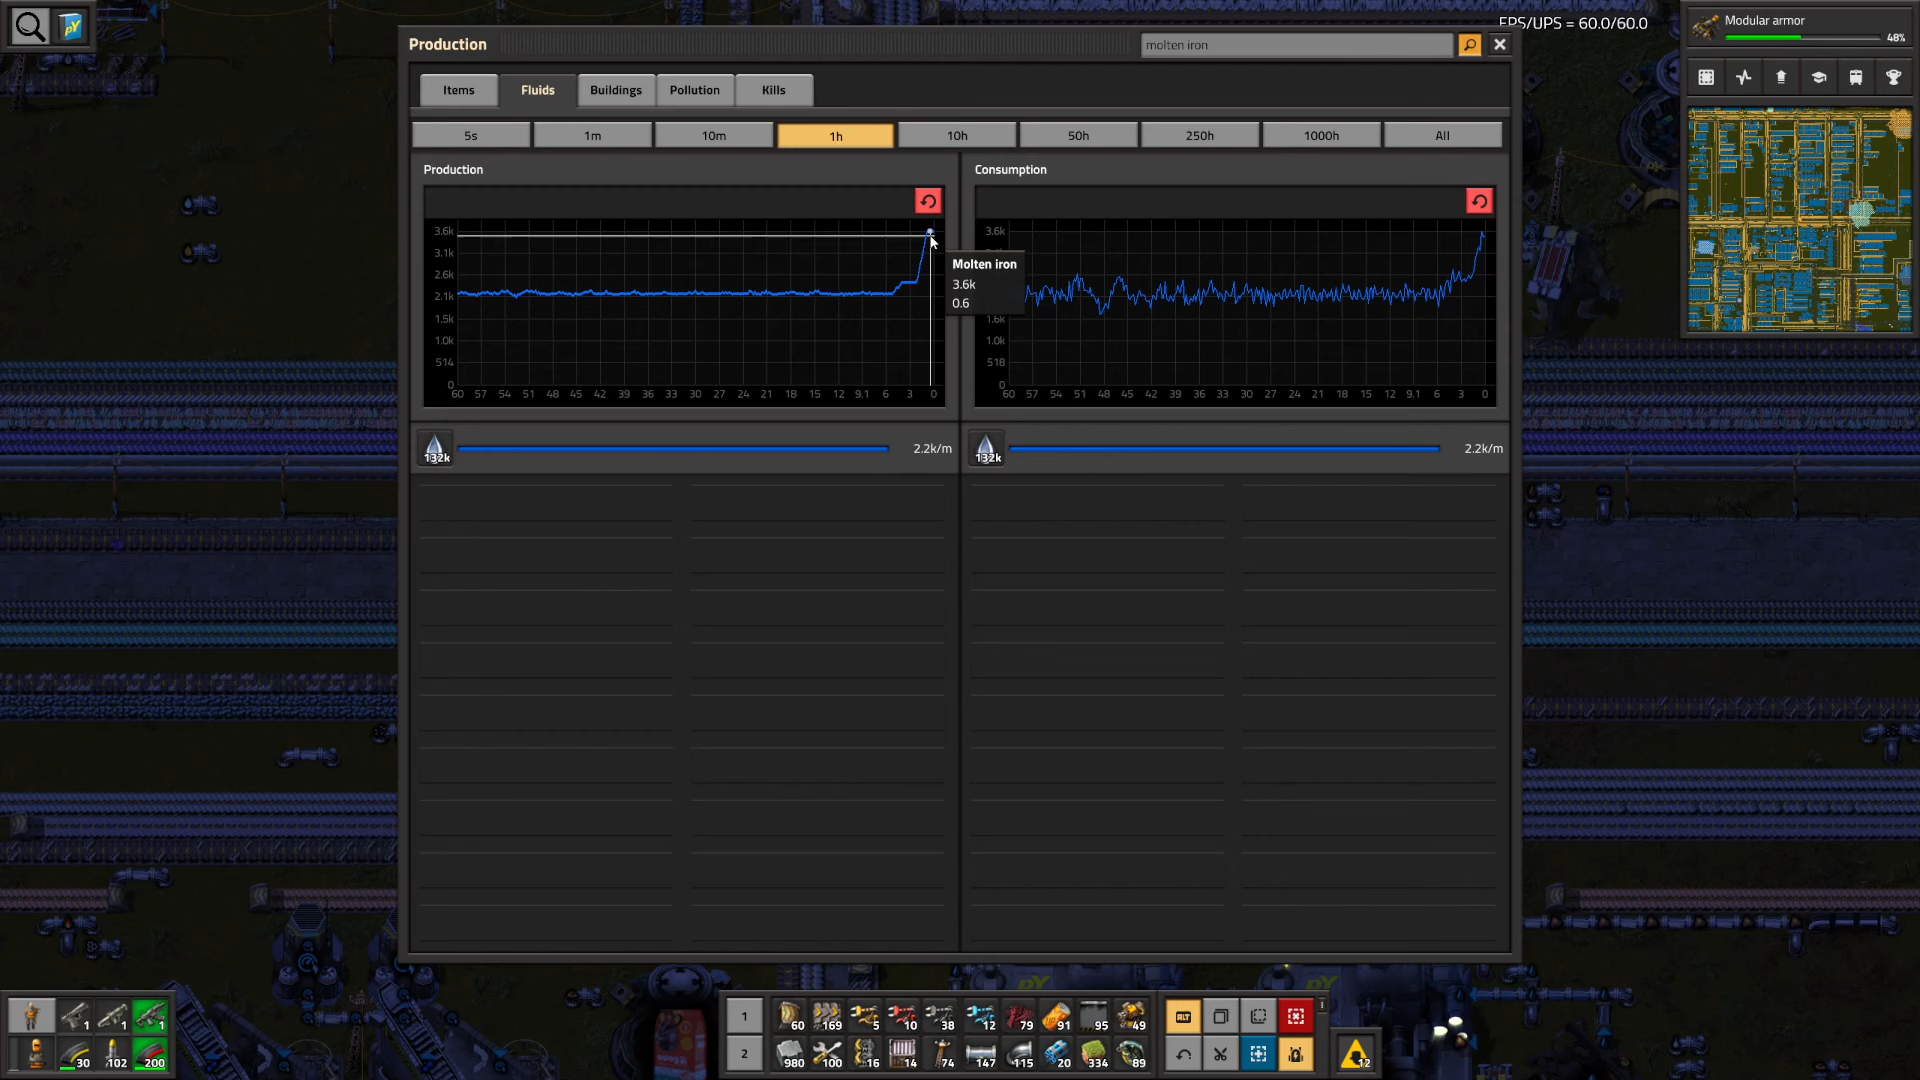 pY
Production
molten iron
FPS/UPS = 60.0/60.0
Modular armor
48%
Items
Fluids
Buildings
Pollution
Kills
5s
1m
10m
1h
10h
50h
250h
1000h
All
Production
3.6k
3.1k
2.6k
2.1k
1.5k
1.0k
514
0
60 57 54 51 48 45 42 39 36 33 30 27 24 21 18 15 12 9.1 6 3 0
Molten iron
3.6k
0.6
Consumption
3.6k
1.6k
1.0k
518
0
60 57 54 51 48 45 42 39 36 33 30 27 24 21 18 15 12 9.1 6 3 0
132k
2.2k/m
132k
2.2k/m
1 1 1
30 102 200
1
60 169 5 10 38 12 79 91 95 49
2
980 100 16 14 74 147 115 20 334 89
ALT
12